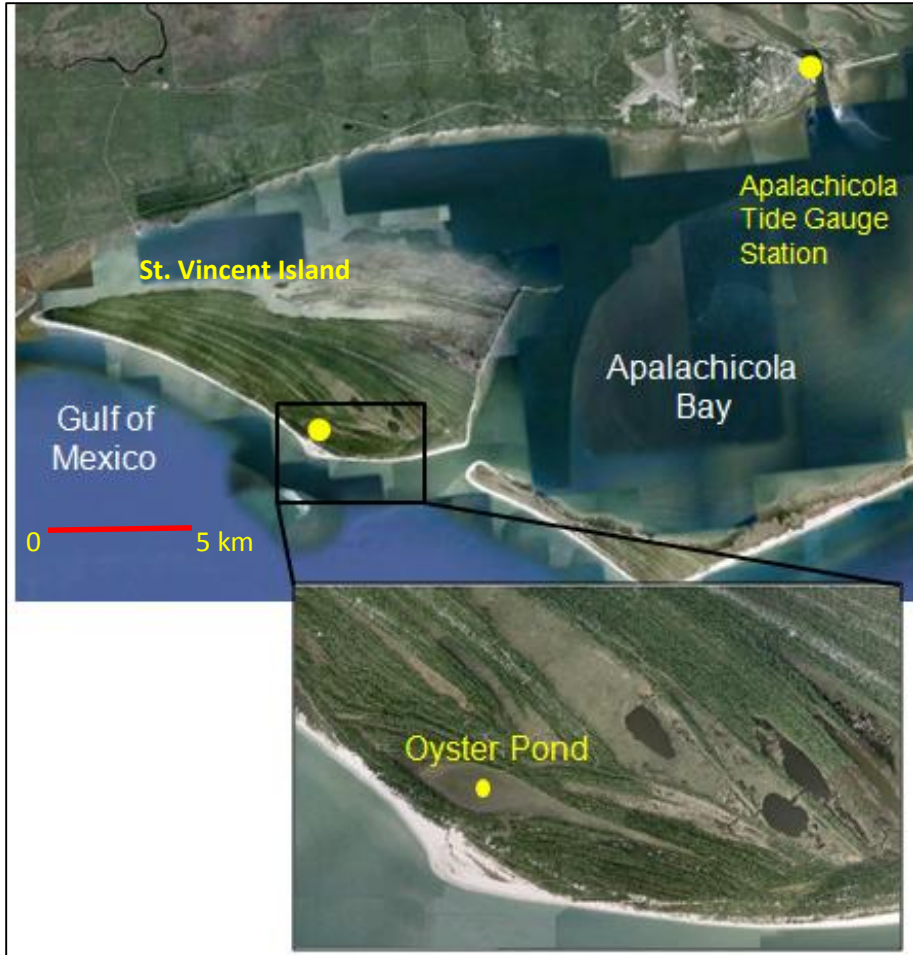 Apalachicola
Tide Gauge
Station
St. Vincent Island
Apalachicola
Bay
Gulf of
Mexico
0 5 km
Oyster Pond